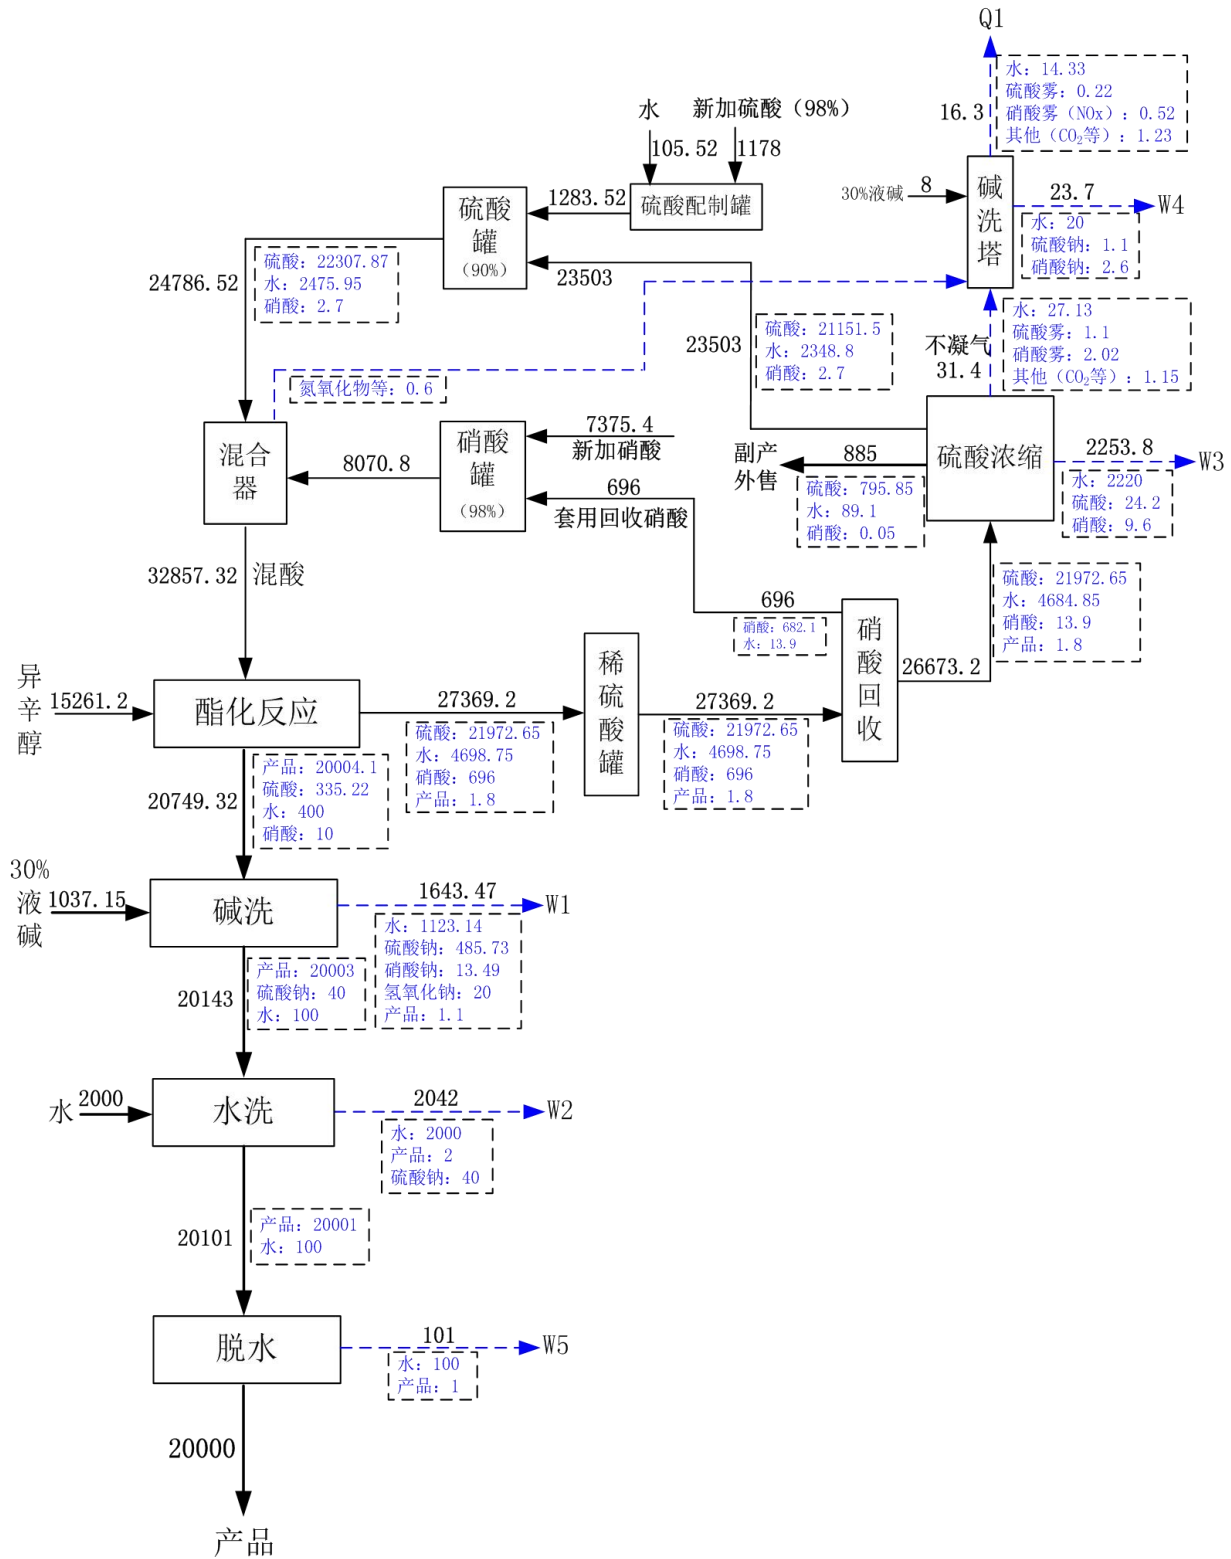 Q1
水：14.33
硫酸雾：0.22
硝酸雾（NOx）：0.52
其他（CO₂等）：1.23
16.3
水
新加硫酸（98%）
105.52
1178
硫酸配制罐
1283.52
硫酸
罐
（90%）
23503
30%液碱
8
碱
洗
塔
23.7
W4
水：20
硫酸钠：1.1
硝酸钠：2.6
24786.52
硫酸：22307.87
水：2475.95
硝酸：2.7
23503
硫酸：21151.5
水：2348.8
硝酸：2.7
不凝气
31.4
水：27.13
硫酸雾：1.1
硝酸雾：2.02
其他（CO₂等）：1.15
氮氧化物等：0.6
混合
器
8070.8
硝酸
罐
（98%）
7375.4
新加硝酸
696
套用回收硝酸
副产
外售
885
硫酸：795.85
水：89.1
硝酸：0.05
硫酸浓缩
2253.8
W3
水：2220
硫酸：24.2
硝酸：9.6
32857.32
混酸
696
硝酸：682.1
水：13.9
硝
酸
回
收
26673.2
硫酸：21972.65
水：4684.85
硝酸：13.9
产品：1.8
异
辛
醇
15261.2
酯化反应
27369.2
硫酸：21972.65
水：4698.75
硝酸：696
产品：1.8
稀
硫
酸
罐
27369.2
硫酸：21972.65
水：4698.75
硝酸：696
产品：1.8
20749.32
产品：20004.1
硫酸：335.22
水：400
硝酸：10
30%
液
碱
1037.15
碱洗
1643.47
W1
水：1123.14
硫酸钠：485.73
硝酸钠：13.49
氢氧化钠：20
产品：1.1
20143
产品：20003
硫酸钠：40
水：100
水
2000
水洗
2042
W2
水：2000
产品：2
硫酸钠：40
20101
产品：20001
水：100
脱水
101
W5
水：100
产品：1
20000
产品